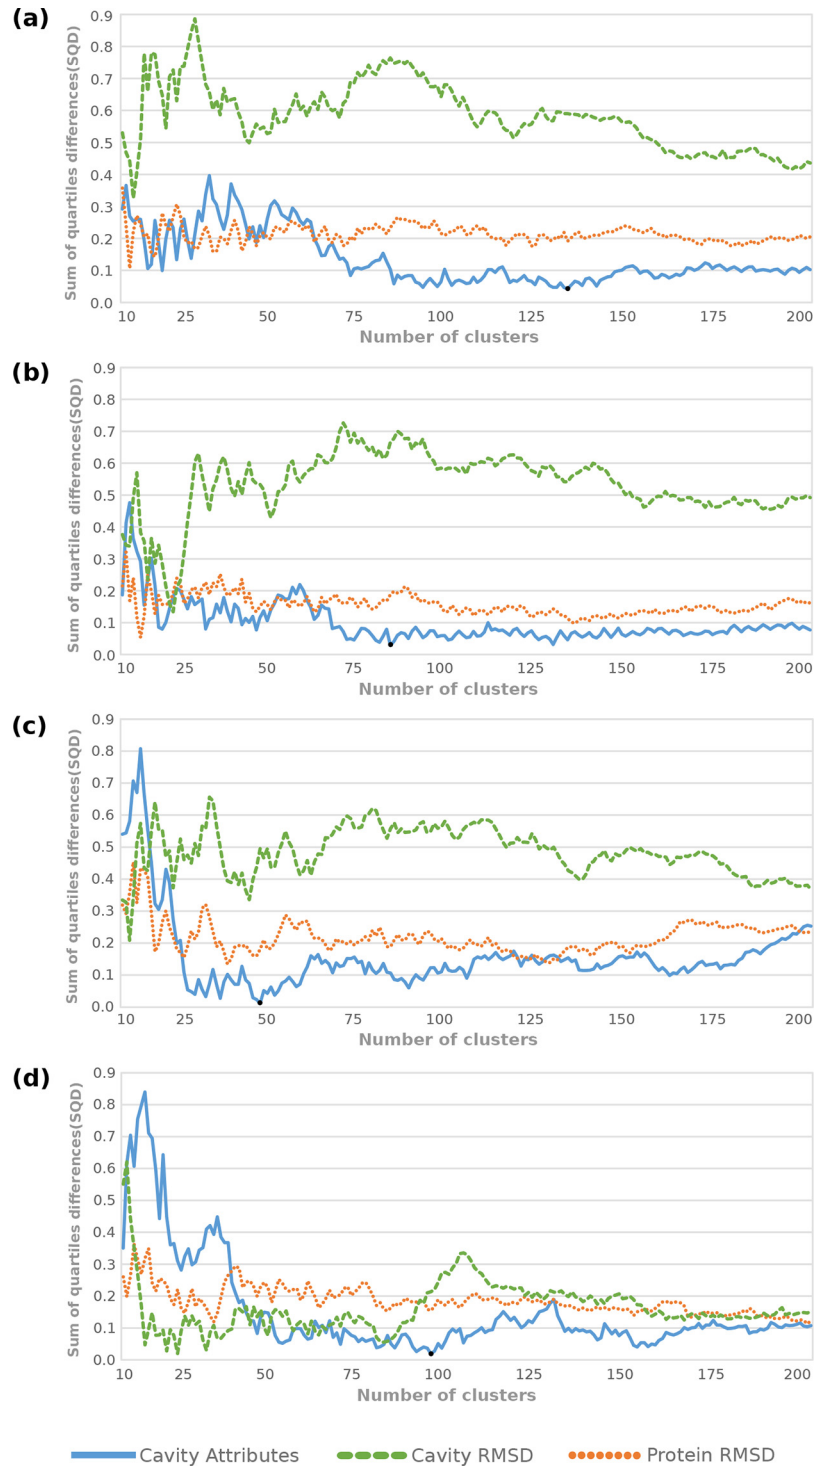 (a)
Sum of quartiles differences(SQD)
0.9
0.8
0.7
0.6
0.5
0.4
0.3
0.2
0.1
0.0
10 25 50 75 100 125 150 175 200
Number of clusters
(b)
Sum of quartiles differences(SQD)
0.9
0.8
0.7
0.6
0.5
0.4
0.3
0.2
0.1
0.0
10 25 50 75 100 125 150 175 200
Number of clusters
(c)
Sum of quartiles differences(SQD)
0.9
0.8
0.7
0.6
0.5
0.4
0.3
0.2
0.1
0.0
10 25 50 75 100 125 150 175 200
Number of clusters
(d)
Sum of quartiles differences(SQD)
0.9
0.8
0.7
0.6
0.5
0.4
0.3
0.2
0.1
0.0
10 25 50 75 100 125 150 175 200
Number of clusters
Cavity Attributes Cavity RMSD Protein RMSD